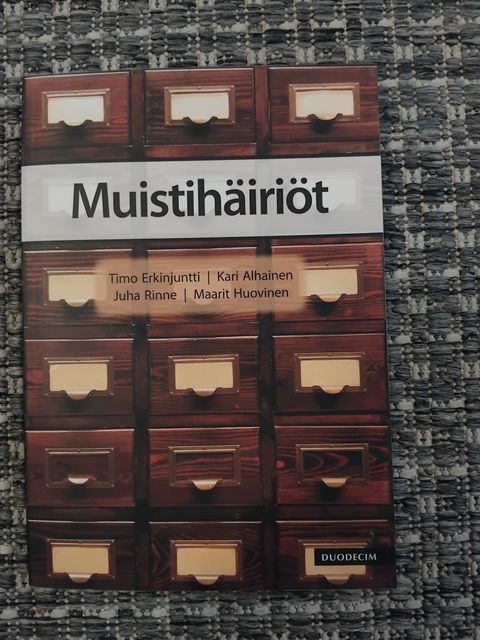 Muistihäiriöt
Timo Erkinjuntti | Kari Alhainen
Juha Rinne | Maarit Huovinen
DUODECIM